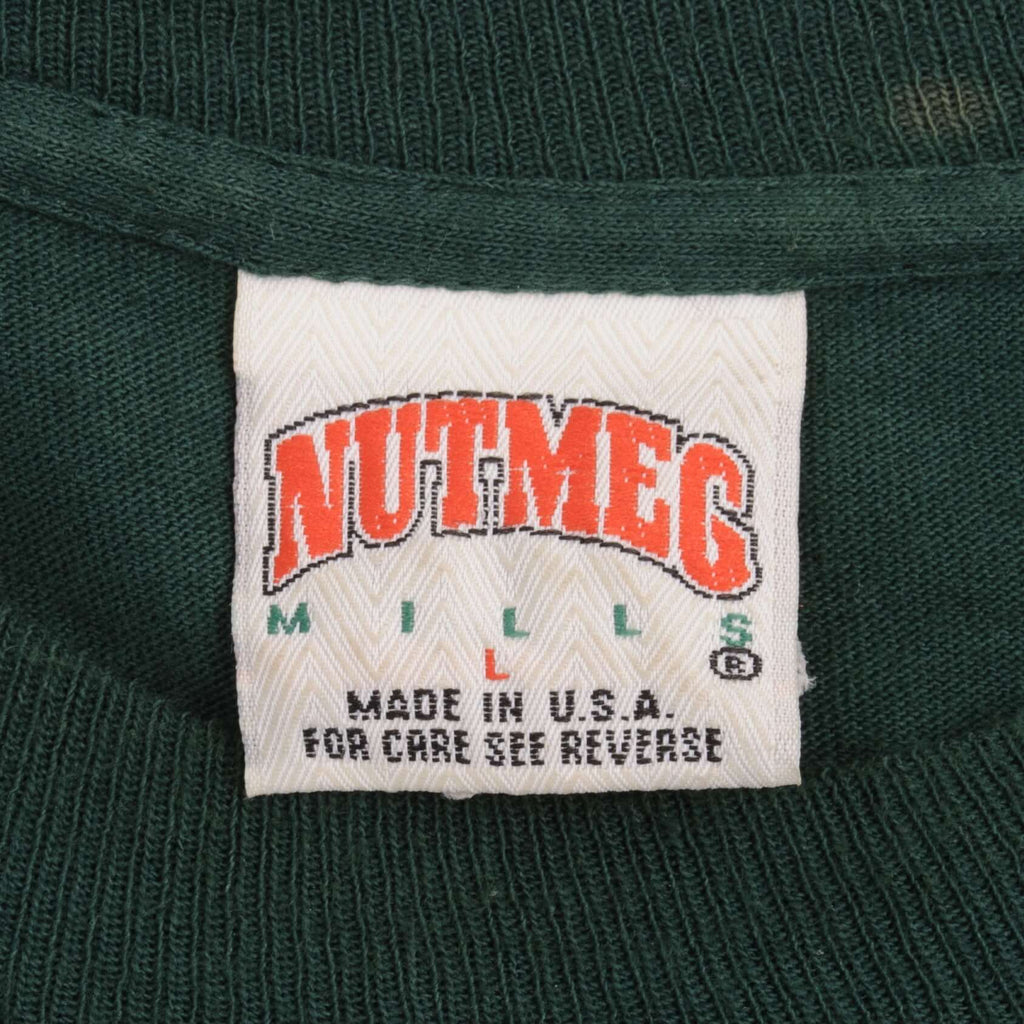 NUTMEG
MILLS
®
L
MADE IN U.S.A.
FOR CARE SEE REVERSE